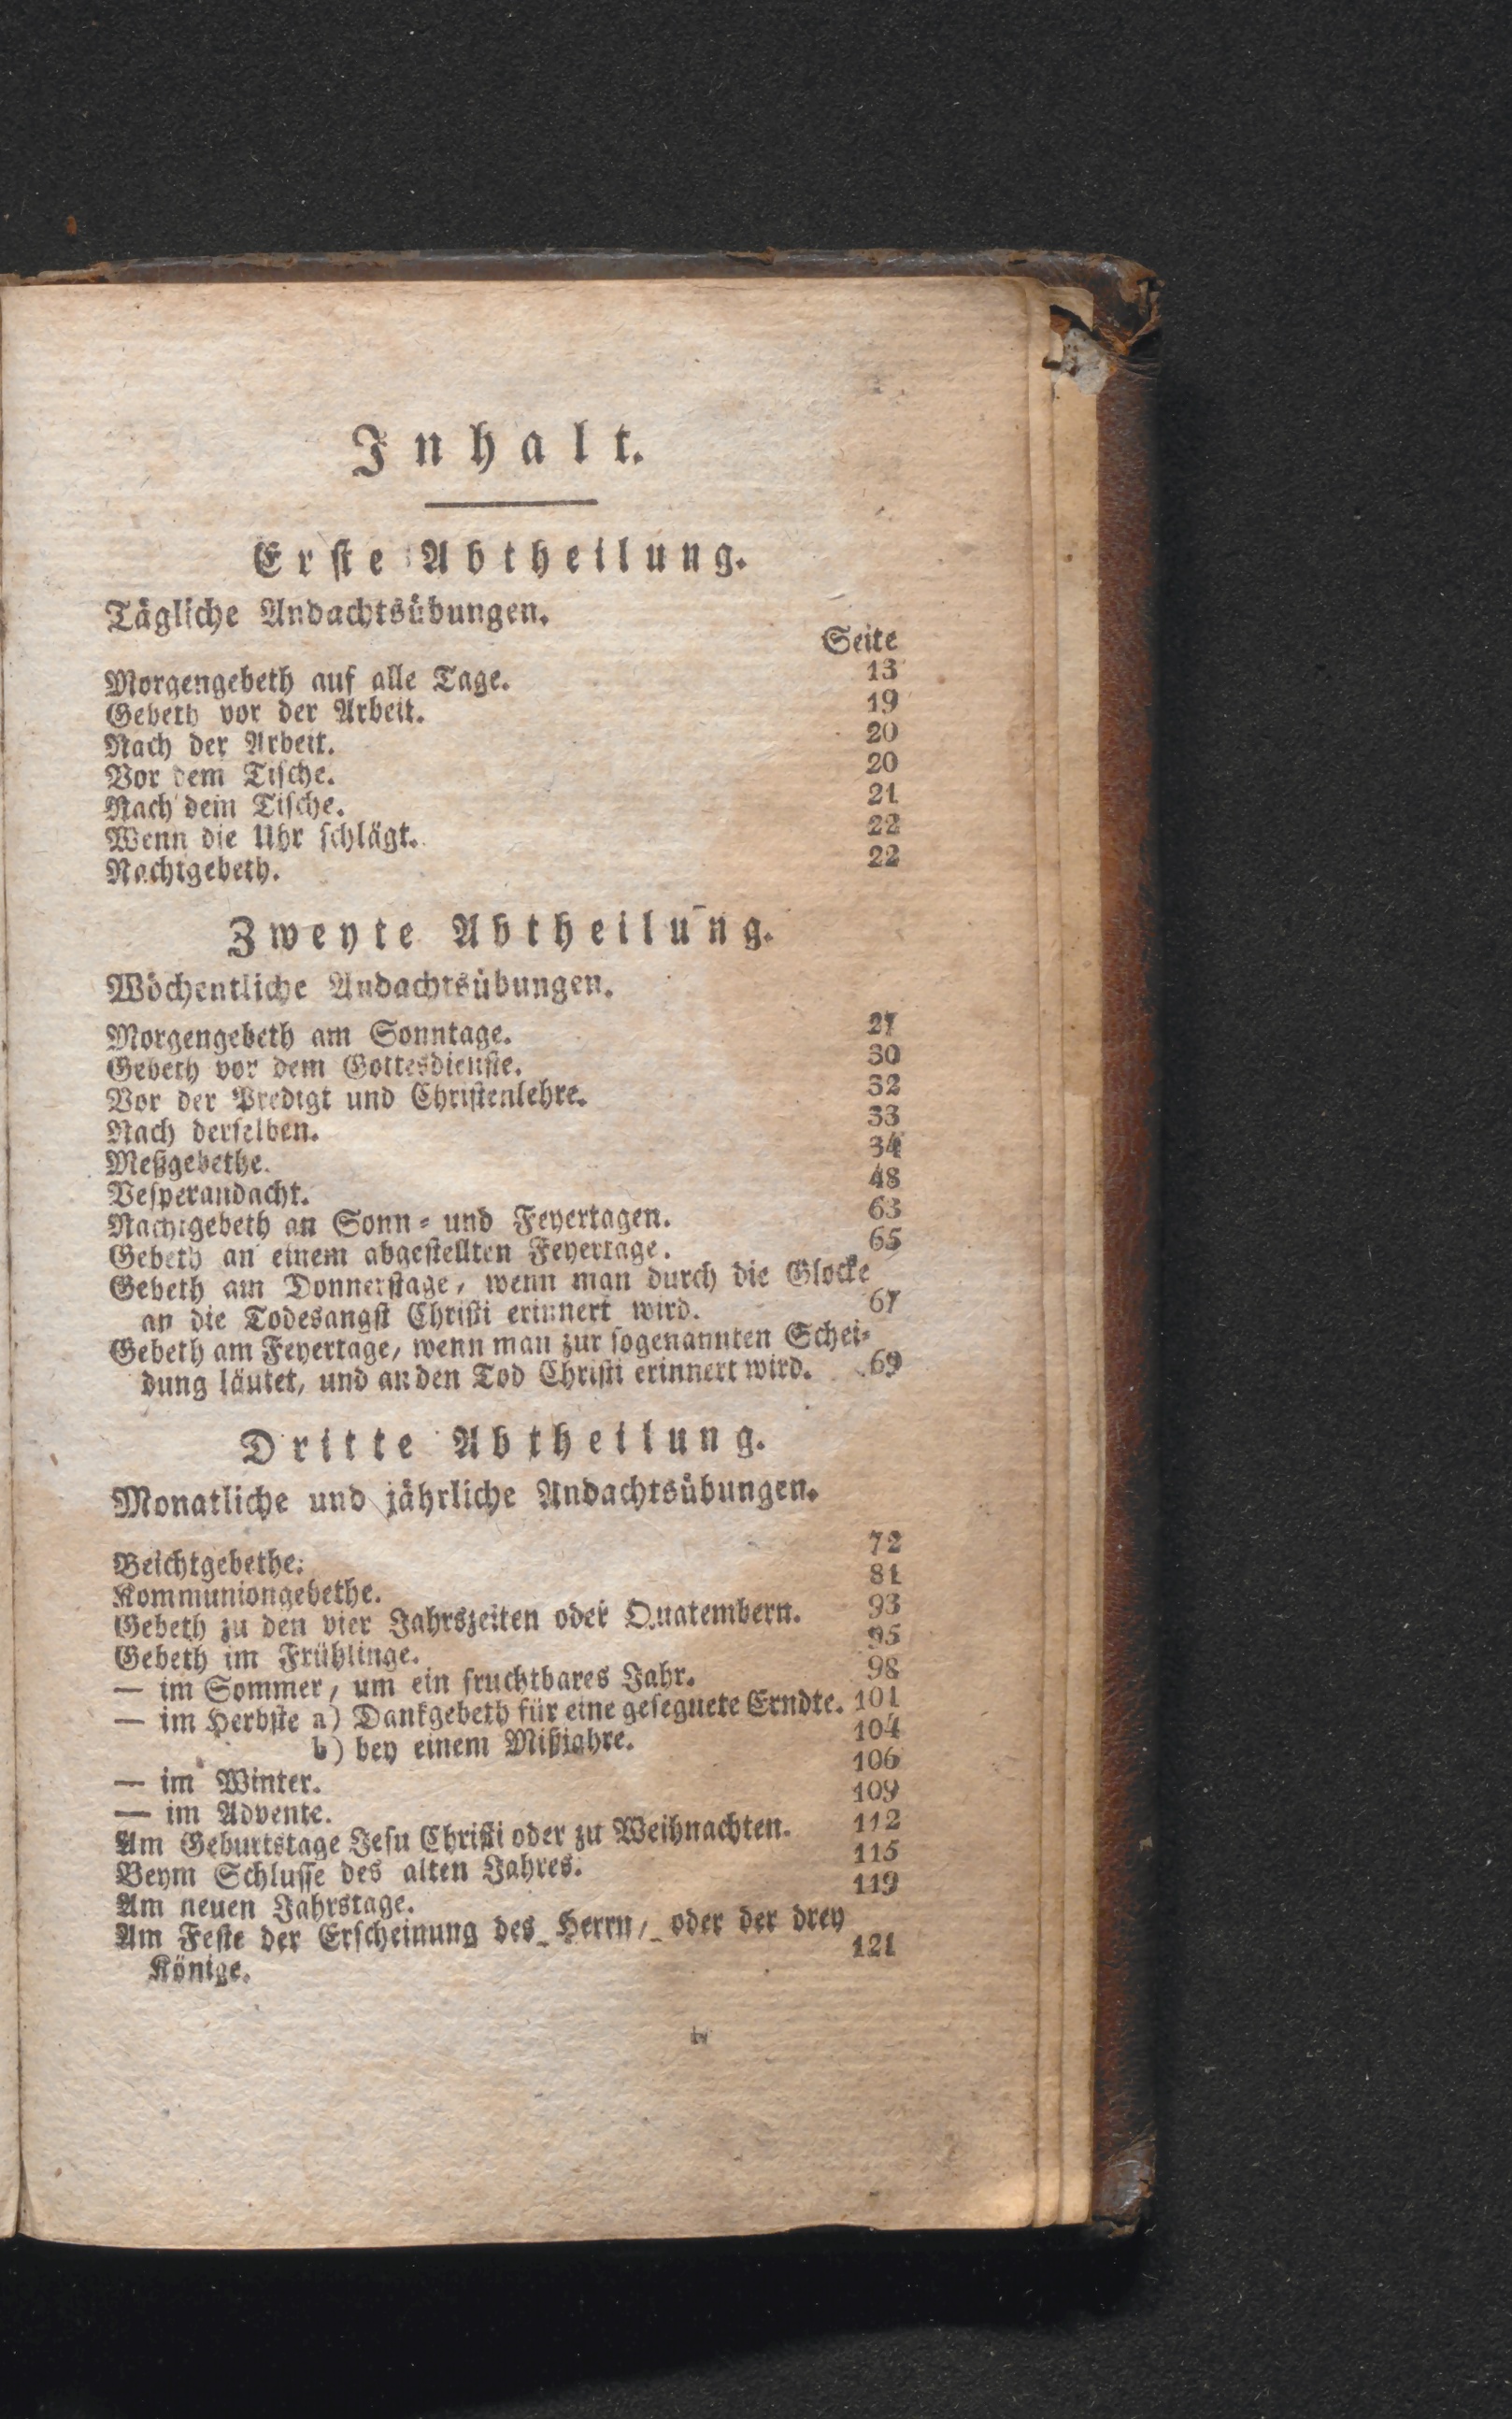 Inhalt.
Erste Abtheilung.
Tägliche Andachtsübungen.
Seite
Morgengebeth auf alle Tage. 13
Gebeth vor der Arbeit. 19
Nach der Arbeit. 20
Vor dem Tische. 20
Nach dem Tische. 21
Wenn die Uhr schlägt. 22
Nachtgebeth. 22
Zweyte Abtheilung.
Wöchentliche Andachtsübungen.
Morgengebeth am Sonntage. 27
Gebeth vor dem Gottesdienste. 30
Vor der Predigt und Christenlehre. 32
Nach derselben. 33
Meßgebethe. 34
Vesperandacht. 48
Nachtgebeth an Sonn- und Feyertagen. 63
Gebeth an einem abgestellten Feyertage. 65
Gebeth am Donnerstage, wenn man durch die Glocke
an die Todesangst Christi erinnert wird. 67
Gebeth am Feyertage, wenn man zur sogenannten Schei-
dung läutet, und an den Tod Christi erinnert wird. 69
Dritte Abtheilung.
Monatliche und jährliche Andachtsübungen.
Beichtgebethe. 72
Kommuniongebethe. 81
Gebeth zu den vier Jahrszeiten oder Quatembern. 93
Gebeth im Frühlinge. 95
— im Sommer, um ein fruchtbares Jahr. 98
— im Herbste a) Dankgebeth für eine gesegnete Erndte. 101
b) bey einem Mißjahre. 104
— im Winter. 106
— im Advente. 109
Am Geburtstage Jesu Christi oder zu Weihnachten. 112
Beym Schlusse des alten Jahres. 115
Am neuen Jahrstage. 119
Am Feste der Erscheinung des Herrn, oder der drey
Könige. 121